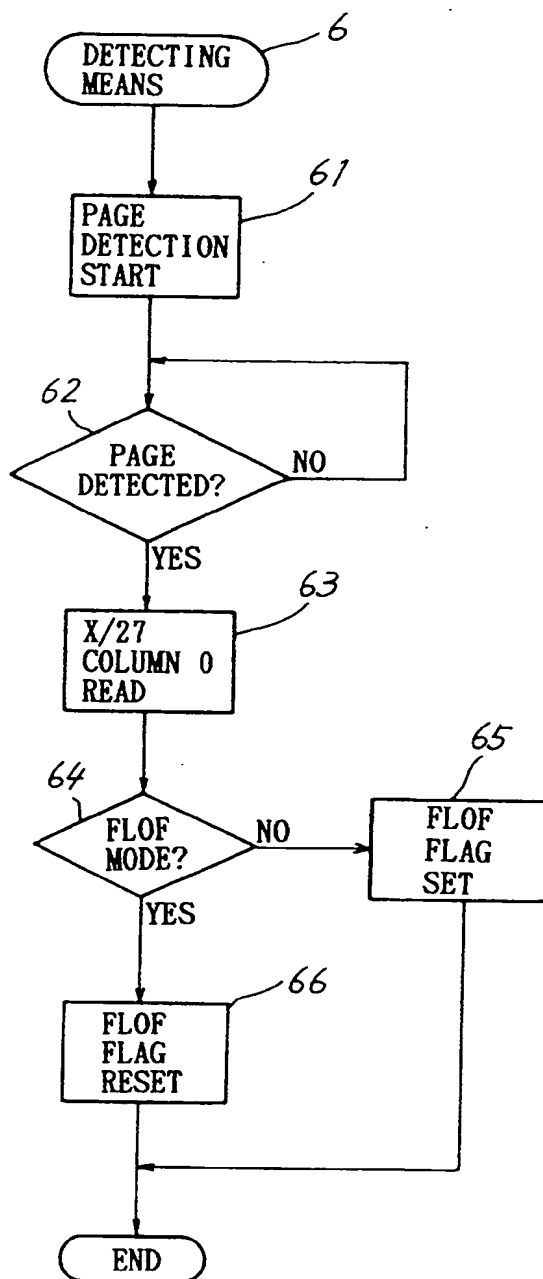 6
DETECTING
MEANS
61
PAGE
DETECTION
START
62
PAGE
DETECTED?
NO
YES
63
X/27
COLUMN 0
READ
64
FLOF
MODE?
NO
YES
65
FLOF
FLAG
SET
66
FLOF
FLAG
RESET
END